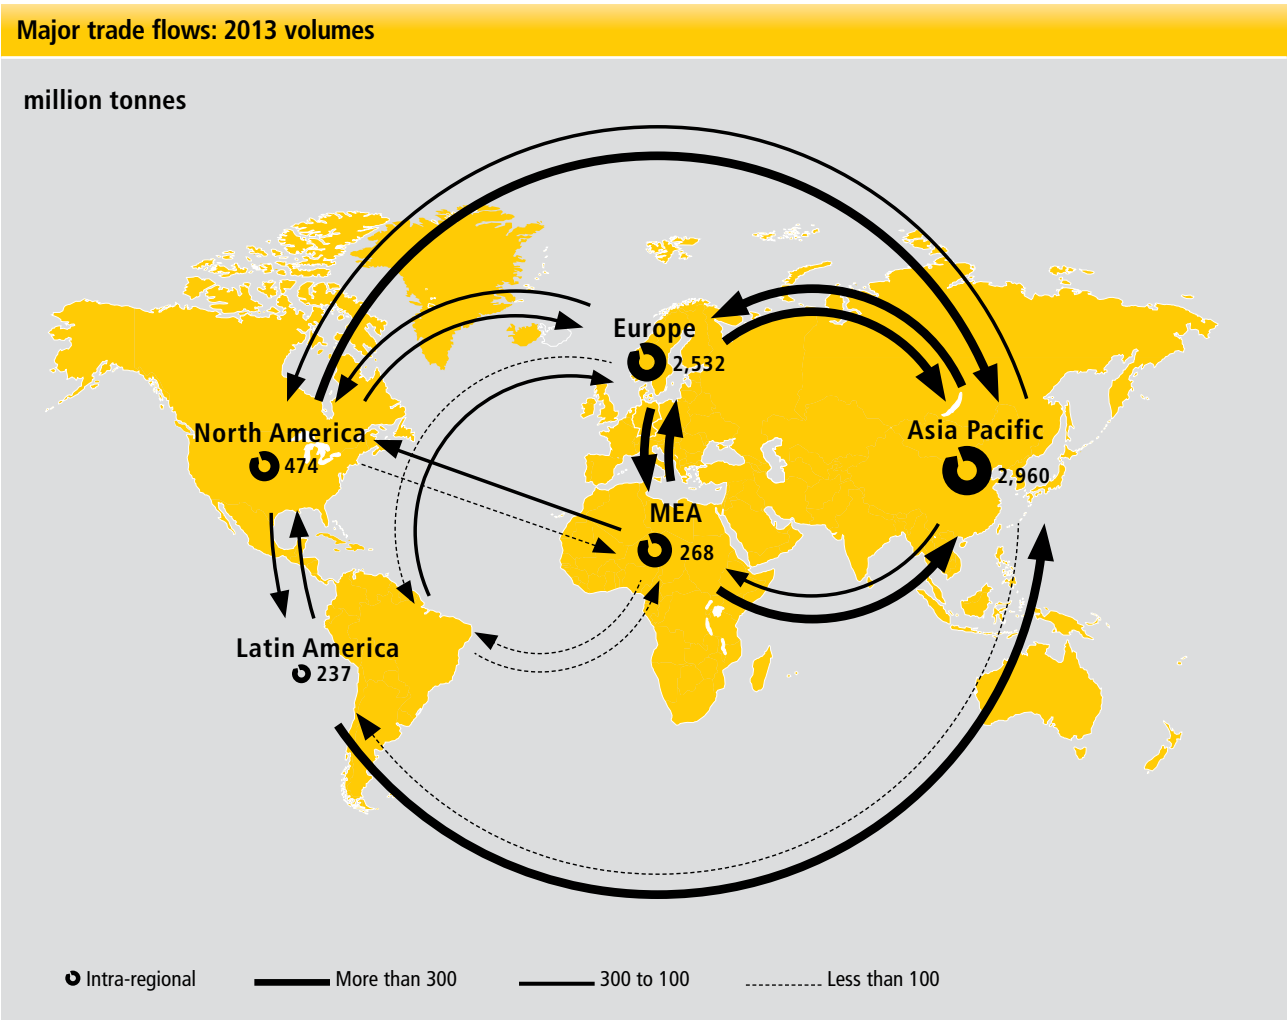 Major trade flows: 2013 volumes
million tonnes
Europe
2,532
North America
474
Asia Pacific
2,960
MEA
268
Latin America
237
Intra-regional
More than 300
300 to 100
Less than 100